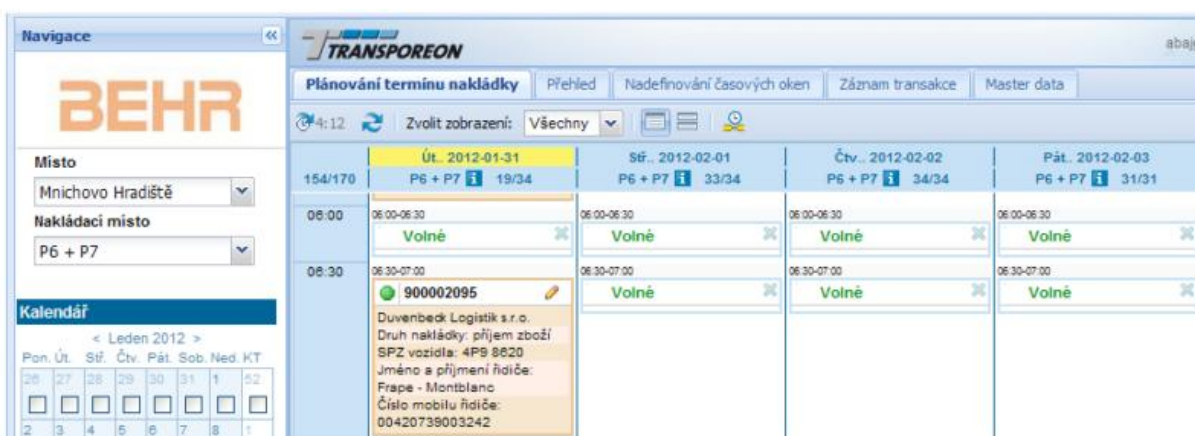 Navigace
BEHR
Místo
Mnichovo Hradiště
Nakládací místo
P6 + P7
Kalendář
< Leden 2012 >
Pon. Út. Stř. Čtv. Pát. Sob. Ned. KT
26 27 28 29 30 31 1 52
2 3 4 5 6 7 8 1
TRANSPOREON
Plánování termínu nakládky Přehled Nadefinování časových oken Záznam transakce Master data
4:12 Zvolit zobrazení: Všechny
Út.. 2012-01-31 Stř.. 2012-02-01 Čtv.. 2012-02-02 Pát.. 2012-02-03
154/170 P6 + P7 19/34 P6 + P7 33/34 P6 + P7 34/34 P6 + P7 31/31
06:00 06:00-06:30 06:00-06:30 06:00-06:30 06:00-06:30
Volné Volné Volné Volné
06:30 06:30-07:00 06:30-07:00 06:30-07:00 06:30-07:00
900002095 Volné Volné Volné
Duvenbeck Logistik s.r.o.
Druh nakládky: příjem zboží
SPZ vozidla: 4P9 8620
Jméno a příjmení řidiče:
Frape - Montblanc
Číslo mobilu řidiče:
00420739003242